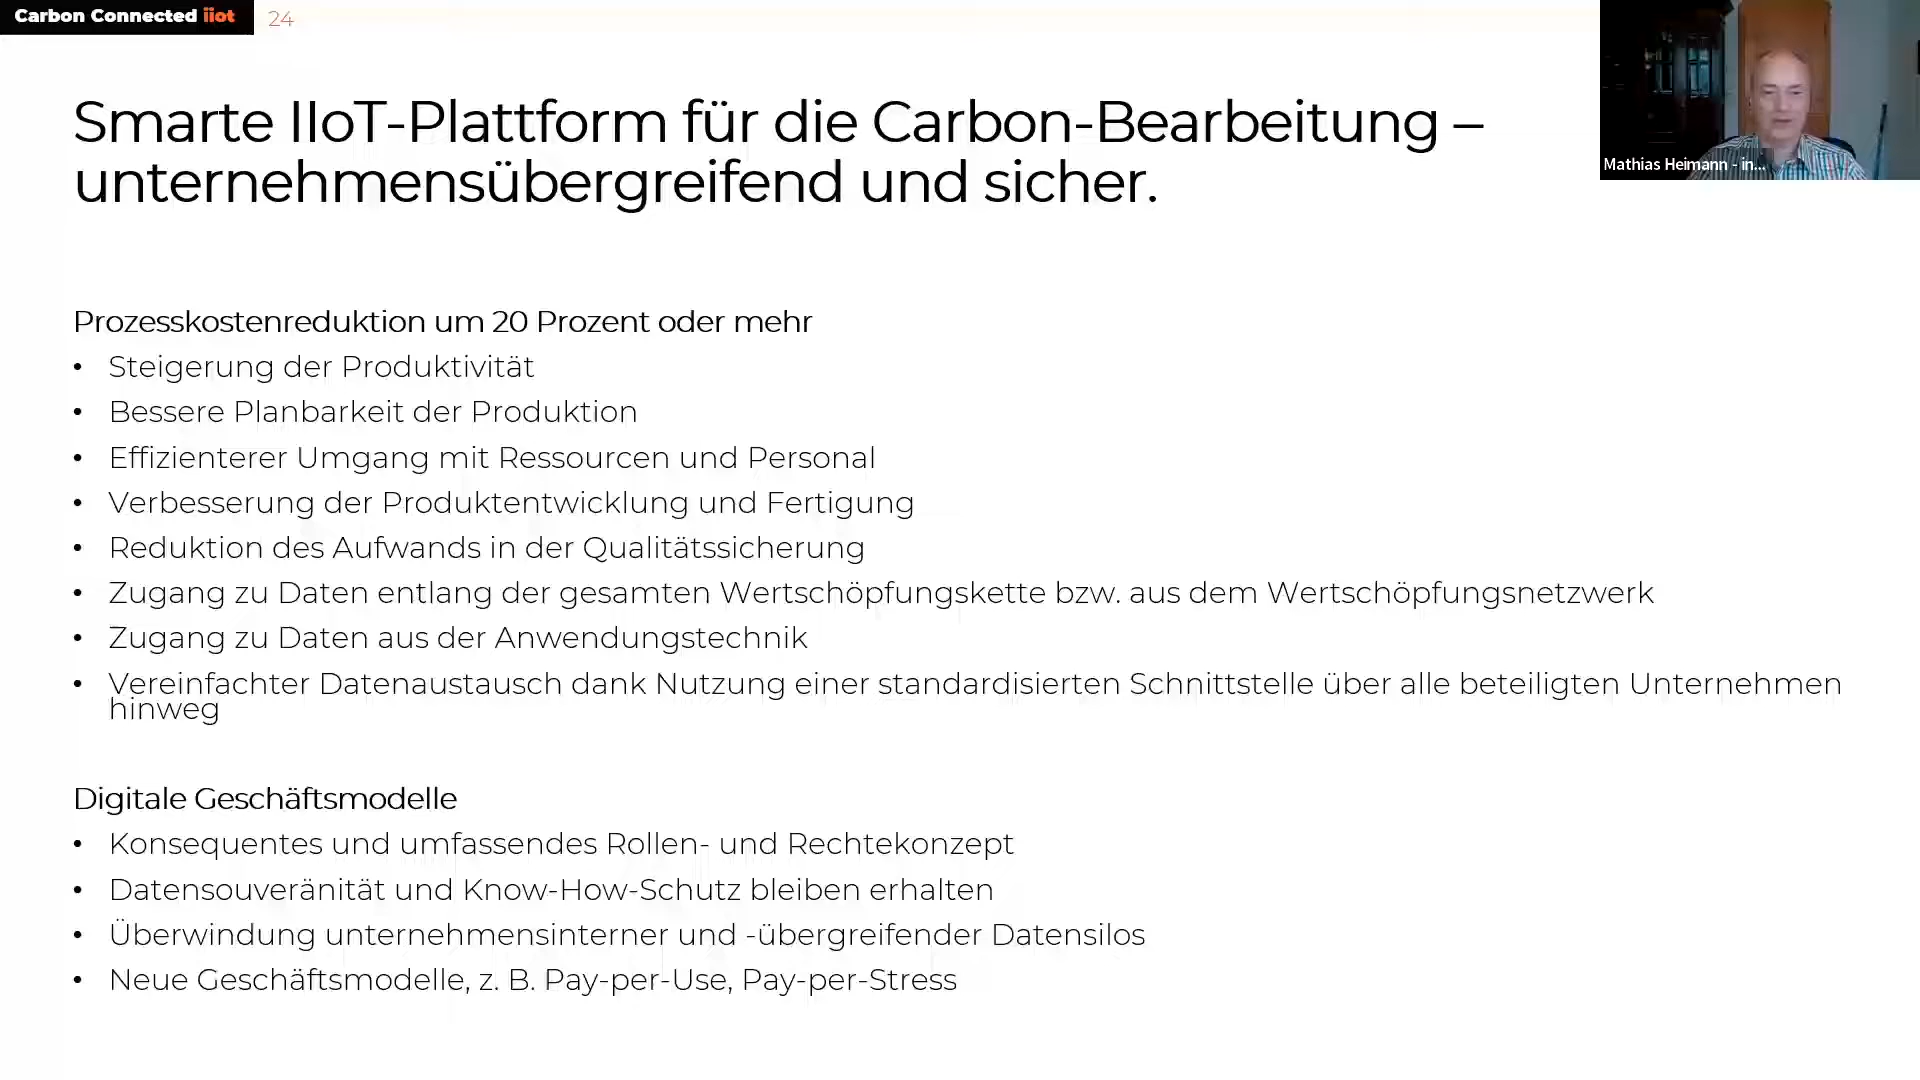 Carbon Connected iiot
24
Smarte IIoT-Plattform für die Carbon-Bearbeitung –
unternehmensübergreifend und sicher.
Mathias Heimann - in...
Prozesskostenreduktion um 20 Prozent oder mehr
• Steigerung der Produktivität
• Bessere Planbarkeit der Produktion
• Effizienterer Umgang mit Ressourcen und Personal
• Verbesserung der Produktentwicklung und Fertigung
• Reduktion des Aufwands in der Qualitätssicherung
• Zugang zu Daten entlang der gesamten Wertschöpfungskette bzw. aus dem Wertschöpfungsnetzwerk
• Zugang zu Daten aus der Anwendungstechnik
• Vereinfachter Datenaustausch dank Nutzung einer standardisierten Schnittstelle über alle beteiligten Unternehmen
hinweg
Digitale Geschäftsmodelle
• Konsequentes und umfassendes Rollen- und Rechtekonzept
• Datensouveränität und Know-How-Schutz bleiben erhalten
• Überwindung unternehmensinterner und -übergreifender Datensilos
• Neue Geschäftsmodelle, z. B. Pay-per-Use, Pay-per-Stress